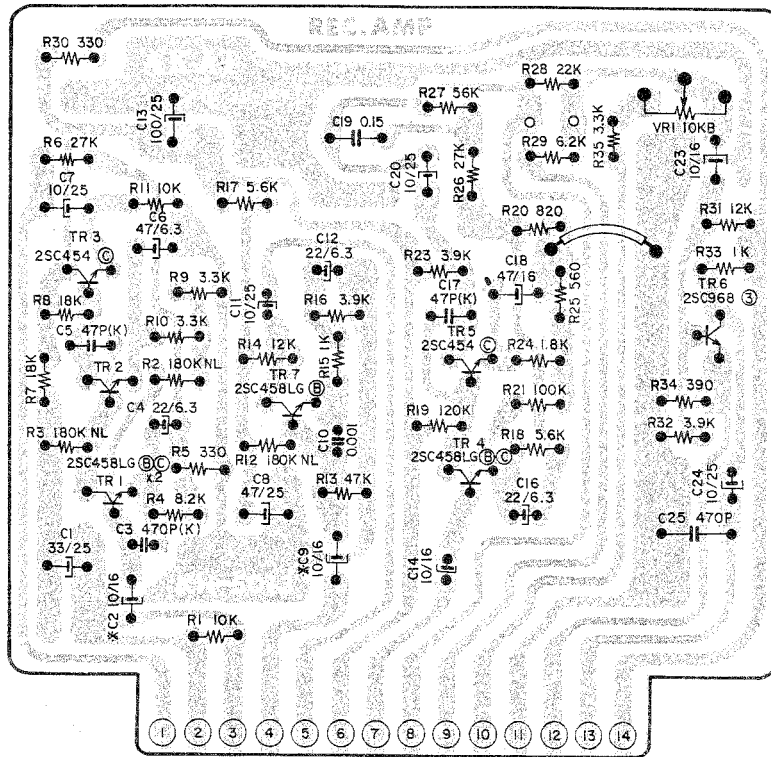 REC. AMP
R30 330
C13 100/25
C19 0.15
R27 56K
R28 22K
R29 6.2K
R35 3.3K
VR1 10KB
C23 10/16
R6 27K
C7 10/25
R11 10K
C6 47/6.3
R17 5.6K
C20 10/25
R26 27K
R20 820
R31 12K
TR 3
2SC454 Ⓒ
C12 22/6.3
R23 3.9K
C18 47/16
R33 1K
TR6
2SC968 ③
R9 3.3K
C11 10/25
R16 3.9K
C17 47P(K)
R25 560
R8 18K
C5 47P(K)
R10 3.3K
R14 12K
R15 1K
TR5
2SC454 Ⓒ
R24 1.8K
R7 18K
TR 2
R2 180K NL
TR 7
2SC458LG Ⓑ
R21 100K
R34 390
C4 22/6.3
R19 120K
R32 3.9K
R3 180K NL
2SC458LG ⒷⒸ
x2
R5 330
R12 180K NL
C10 0.001
TR 4
2SC458LG ⒷⒸ
R18 5.6K
C24 10/25
TR 1
R4 8.2K
C8 47/25
R13 47K
C16 22/6.3
C25 470P
C3 470P(K)
C1 33/25
※C9 10/16
C14 10/16
※C2 10/16
R1 10K
① ② ③ ④ ⑤ ⑥ ⑦ ⑧ ⑨ ⑩ ⑪ ⑫ ⑬ ⑭